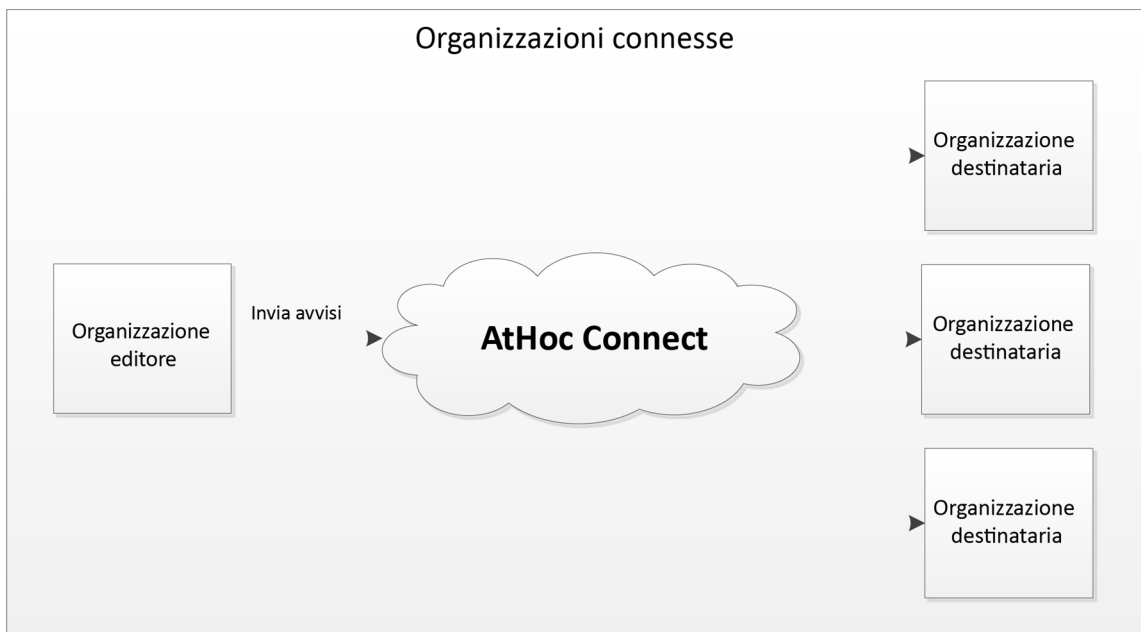 Organizzazioni connesse
Organizzazione
destinataria
Organizzazione
editore
Invia avvisi
AtHoc Connect
Organizzazione
destinataria
Organizzazione
destinataria